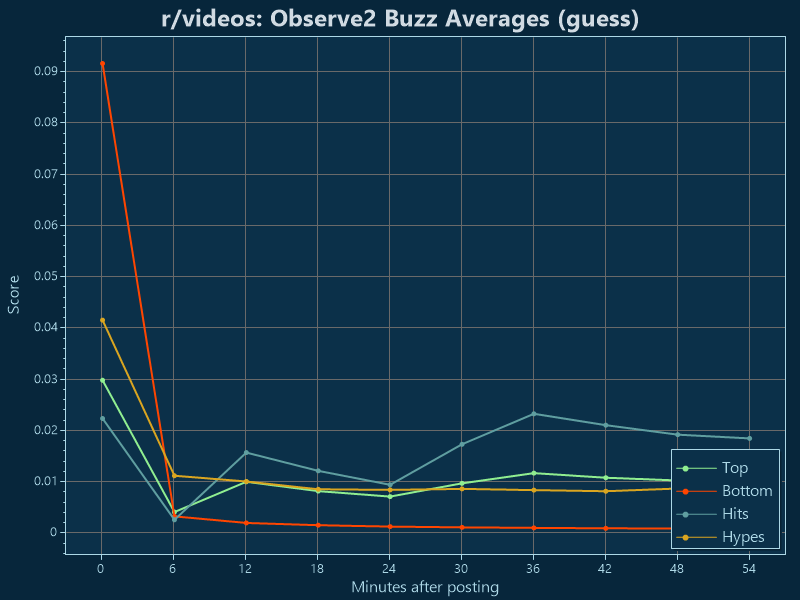 r/videos: Observe2 Buzz Averages (guess)
0.09
0.08
0.07
0.06
0.05
0.04
0.03
0.02
0.01
0
Score
0 6 12 18 24 30 36 42 48 54
Minutes after posting
Top
Bottom
Hits
Hypes